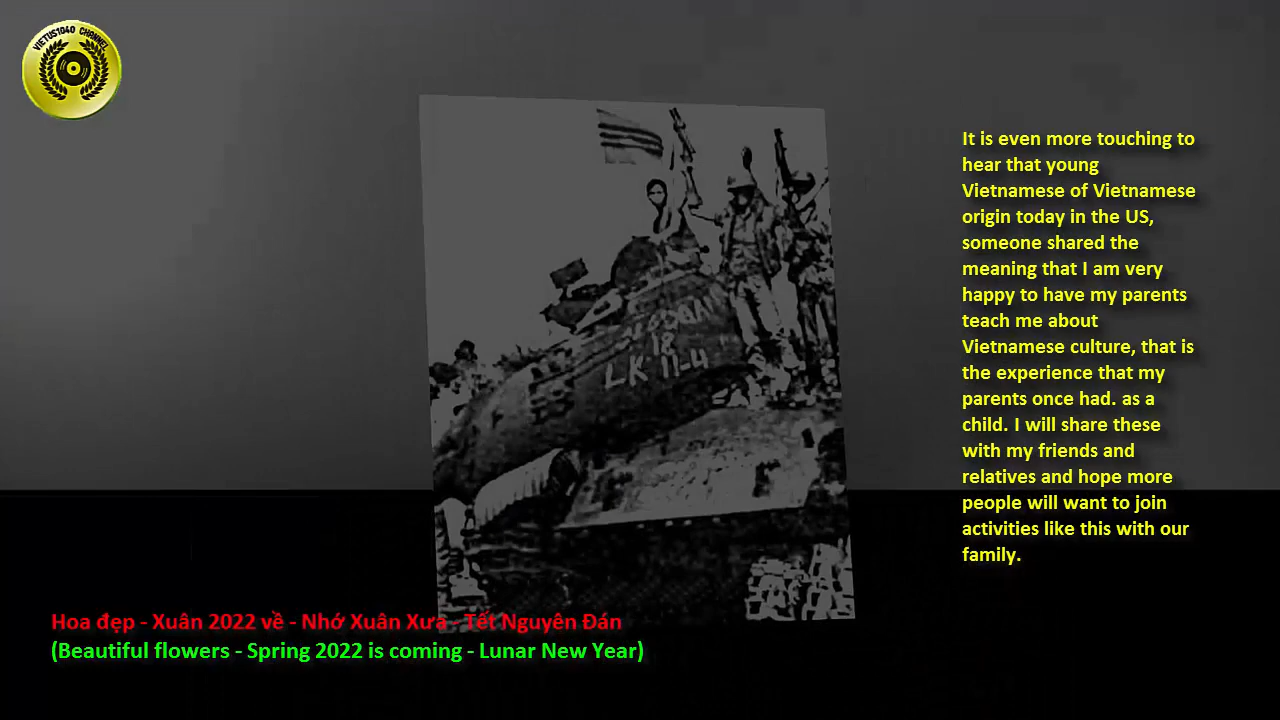 VIETUS1040 CHANNEL
It is even more touching to
hear that young
Vietnamese of Vietnamese
origin today in the US,
someone shared the
meaning that I am very
happy to have my parents
teach me about
Vietnamese culture, that is
the experience that my
parents once had. as a
child. I will share these
with my friends and
relatives and hope more
people will want to join
activities like this with our
family.
18
LK 11-4
Hoa đẹp - Xuân 2022 về - Nhớ Xuân Xưa - Tết Nguyên Đán
(Beautiful flowers - Spring 2022 is coming - Lunar New Year)